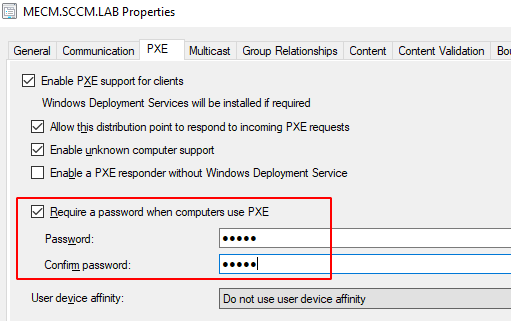 MECM.SCCM.LAB Properties
General Communication PXE Multicast Group Relationships Content Content Validation
Enable PXE support for clients
Windows Deployment Services will be installed if required
Allow this distribution point to respond to incoming PXE requests
Enable unknown computer support
Enable a PXE responder without Windows Deployment Service
Require a password when computers use PXE
Password: ●●●●●
Confirm password: ●●●●●
User device affinity: Do not use user device affinity